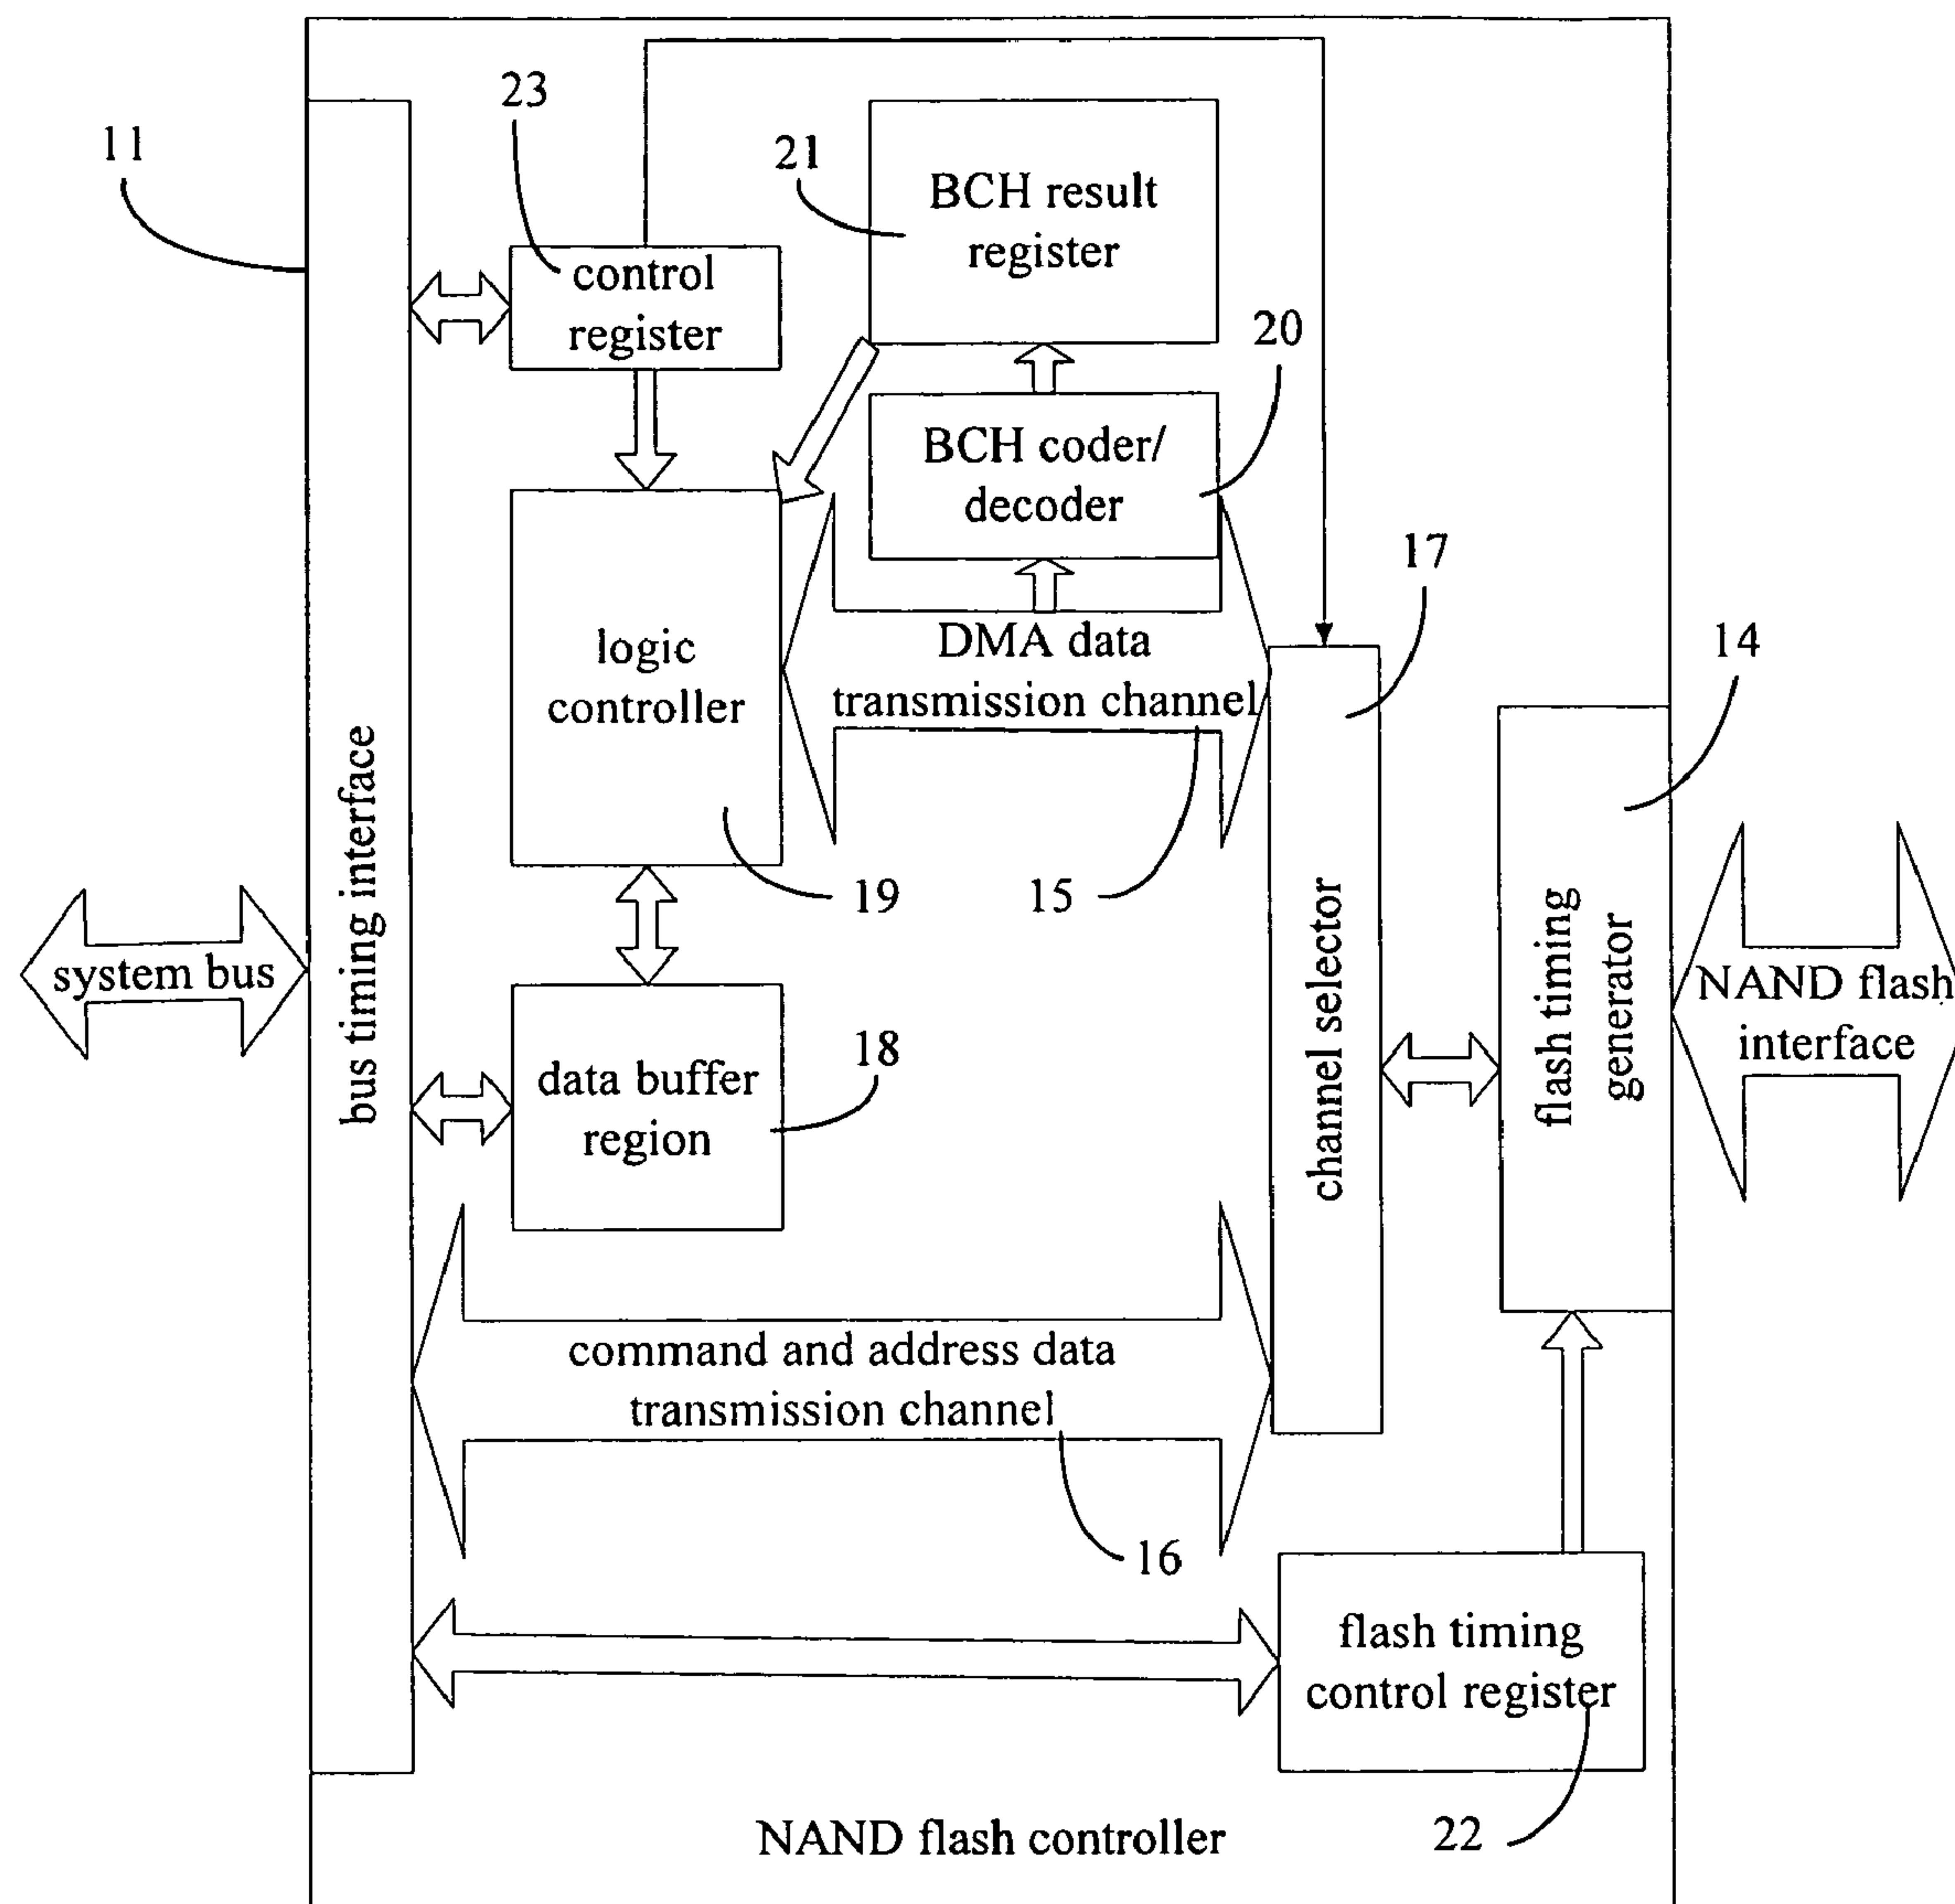 23
11
21
BCH result
register
control
register
20
BCH coder/
decoder
17
14
logic
controller
DMA data
transmission channel
bus timing interface
19
15
channel selector
flash timing
generator
system bus
NAND flash
interface
18
data buffer
region
command and address data
transmission channel
16
flash timing
control register
22
NAND flash controller